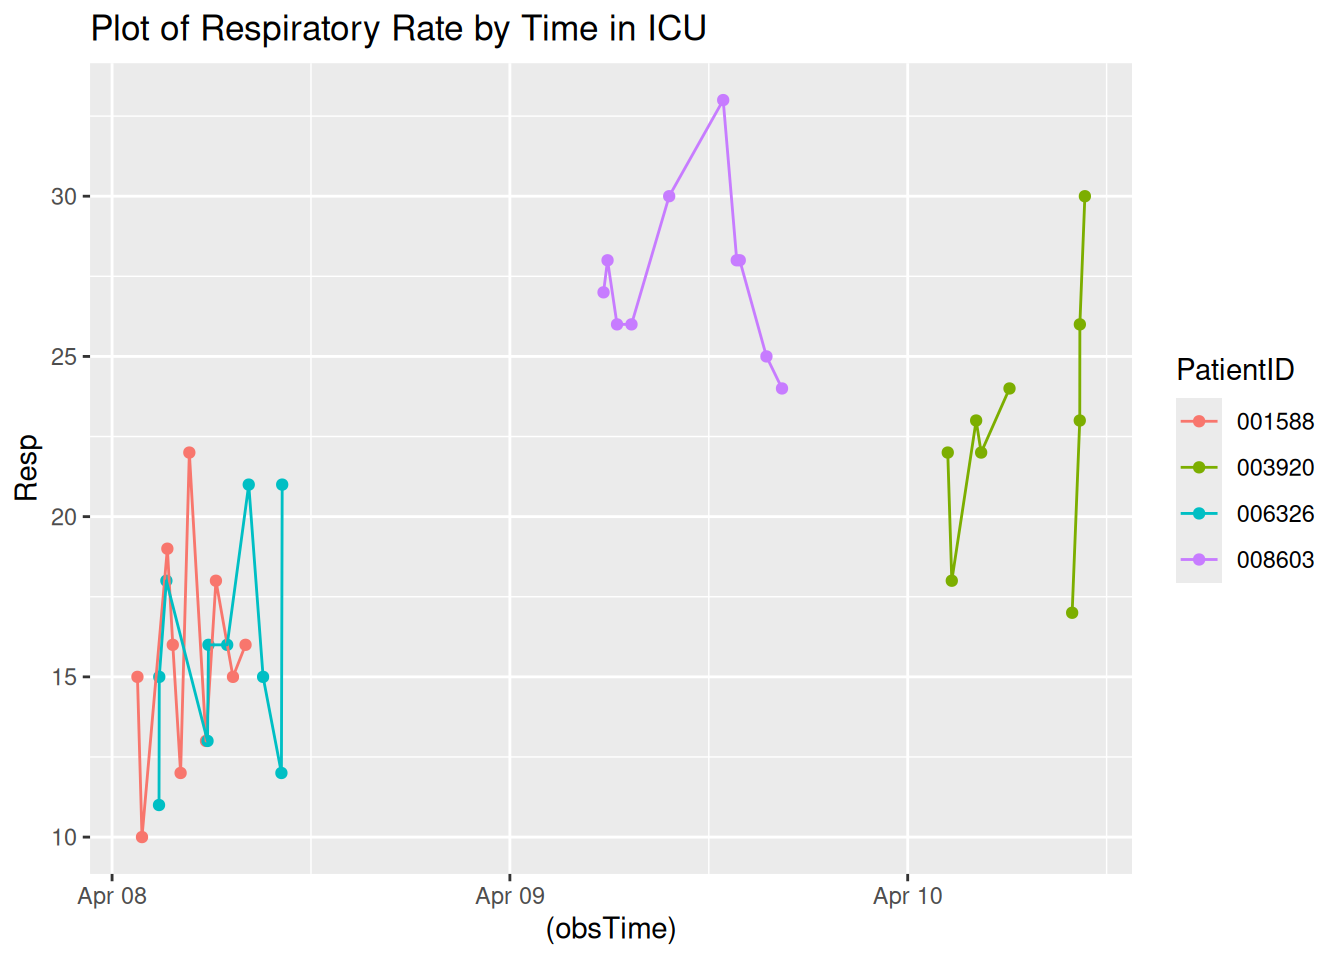 Plot of Respiratory Rate by Time in ICU
Resp
30
25
20
15
10
Apr 08
Apr 09
Apr 10
(obsTime)
PatientID
001588
003920
006326
008603